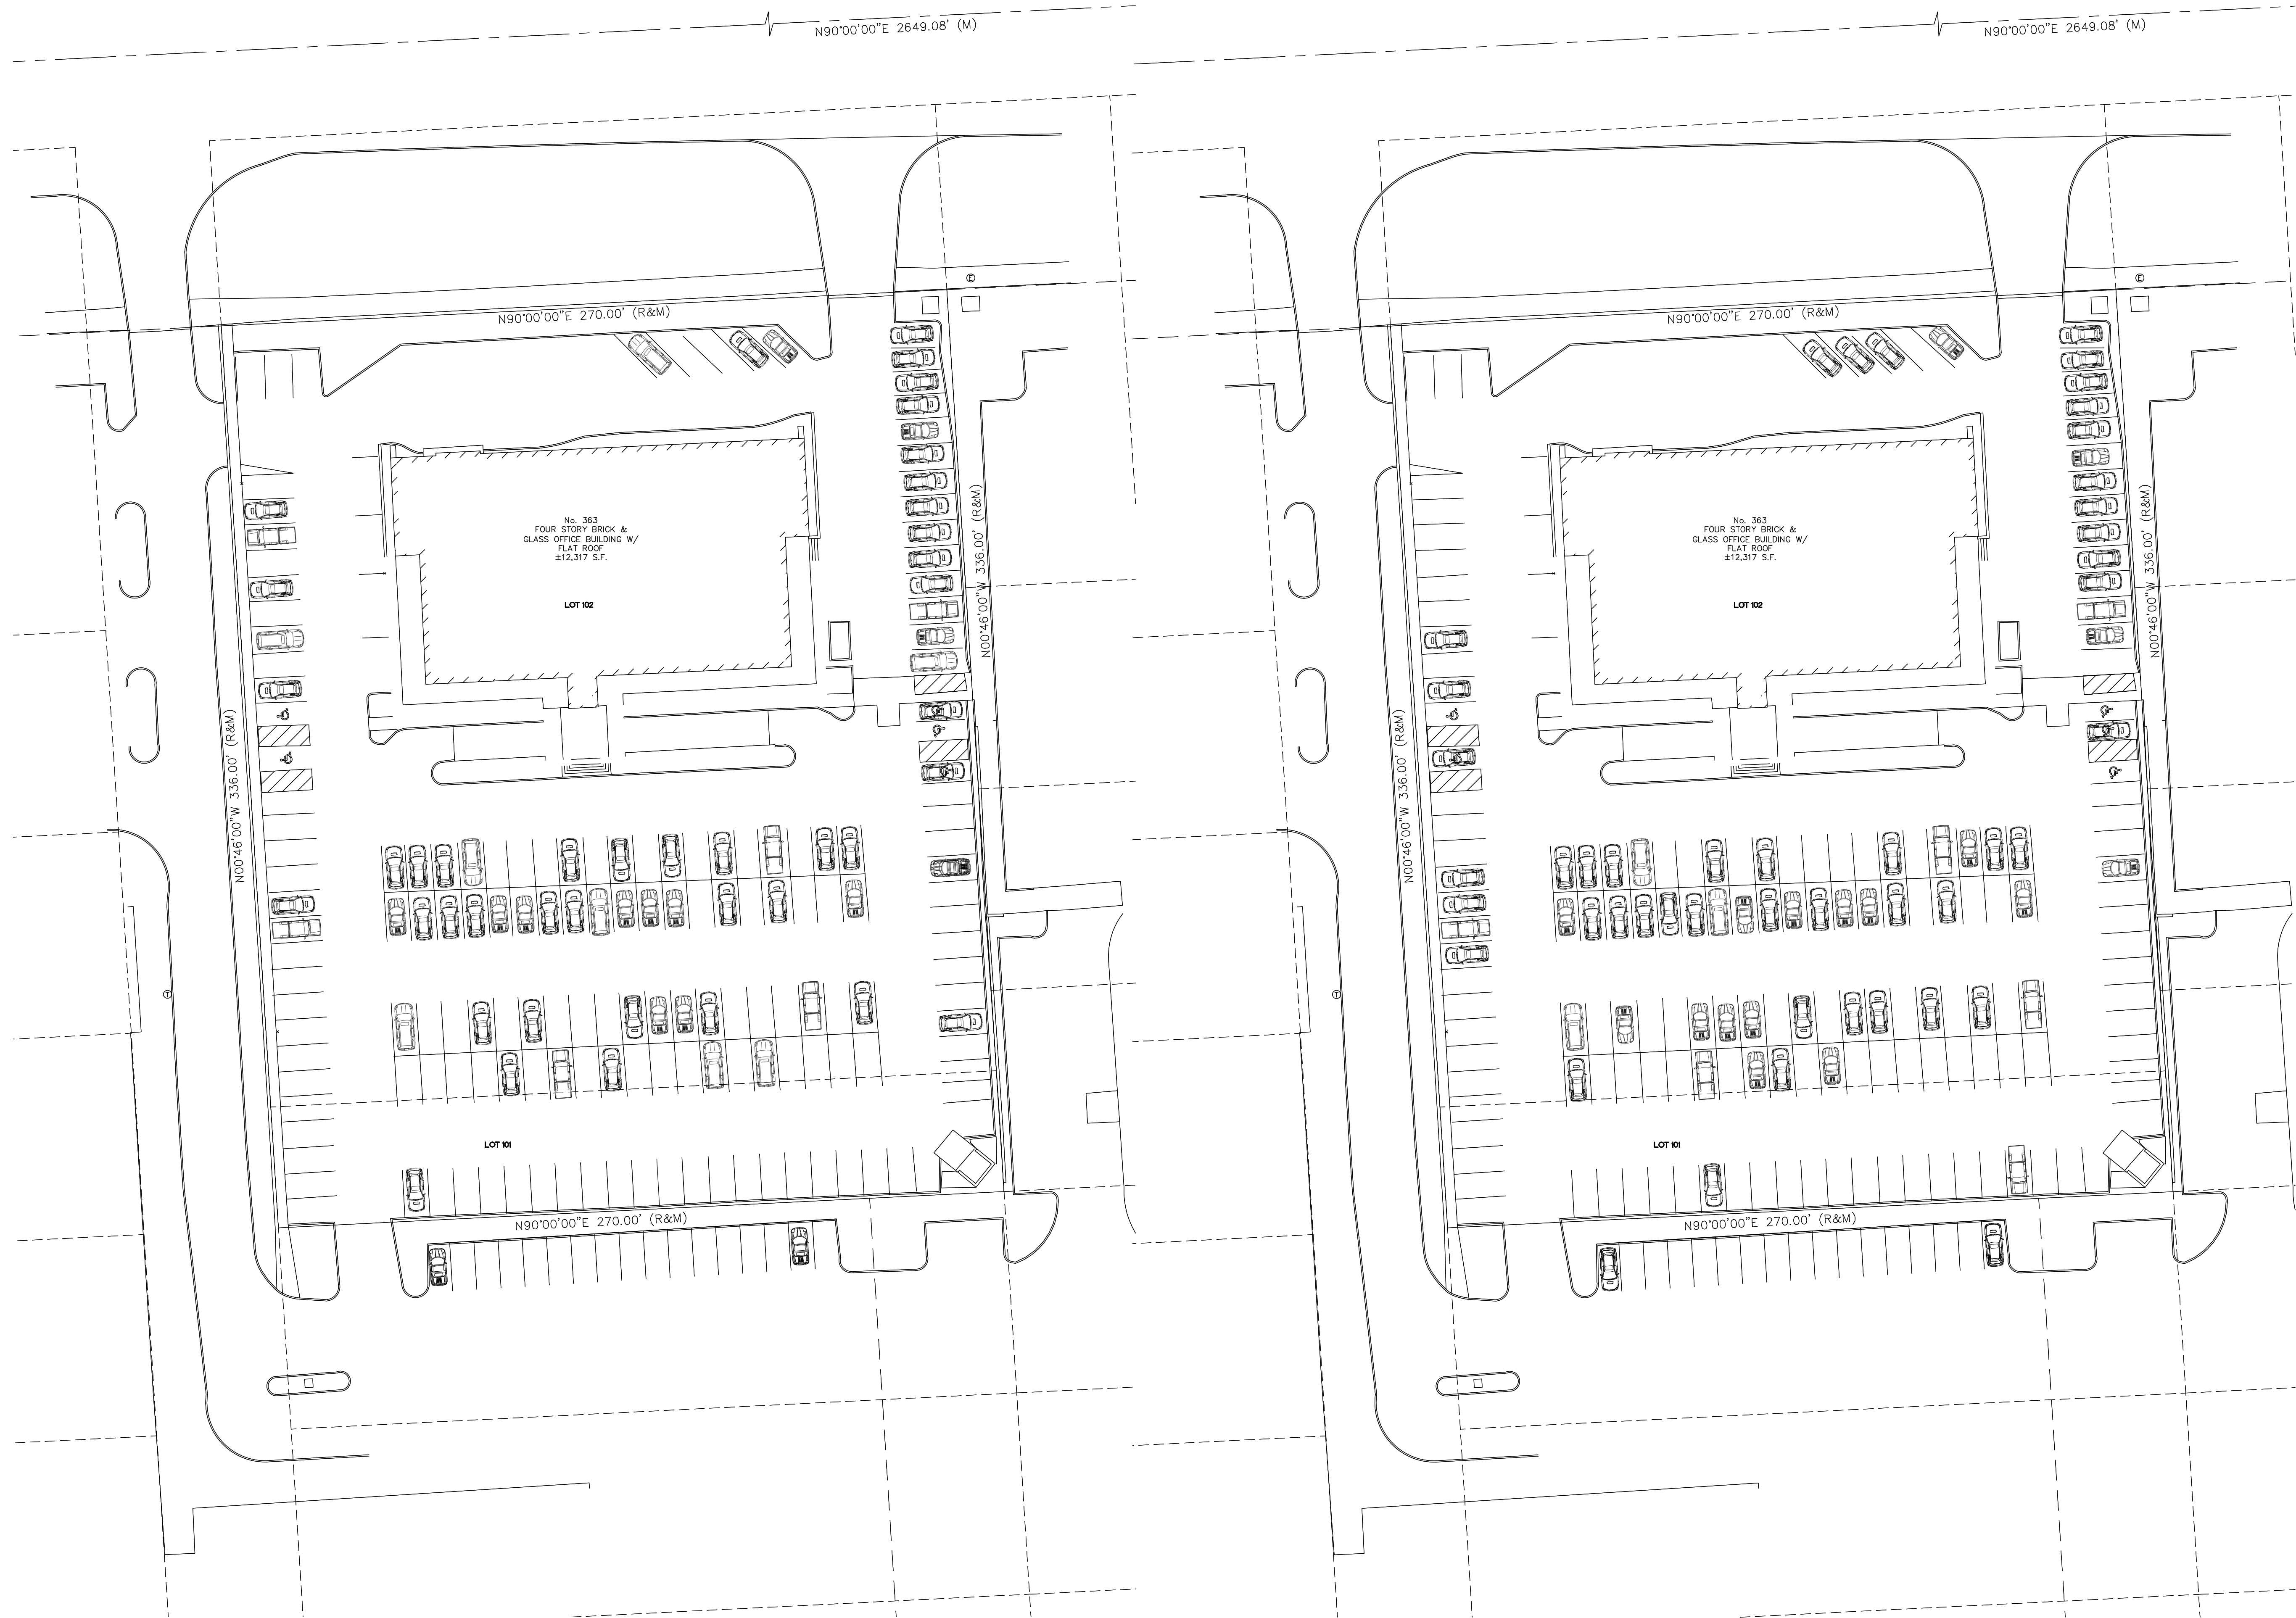 N90°00'00"E 2649.08' (M)
N90°00'00"E 270.00' (R&M)
No. 363
FOUR STORY BRICK &
GLASS OFFICE BUILDING W/
FLAT ROOF
±12,317 S.F.
LOT 102
N00°46'00"W 336.00' (R&M)
N00°46'00"W 336.00' (R&M)
E
T
LOT 101
N90°00'00"E 270.00' (R&M)
N90°00'00"E 2649.08' (M)
N90°00'00"E 270.00' (R&M)
No. 363
FOUR STORY BRICK &
GLASS OFFICE BUILDING W/
FLAT ROOF
±12,317 S.F.
LOT 102
N00°46'00"W 336.00' (R&M)
N00°46'00"W 336.00' (R&M)
E
T
LOT 101
N90°00'00"E 270.00' (R&M)